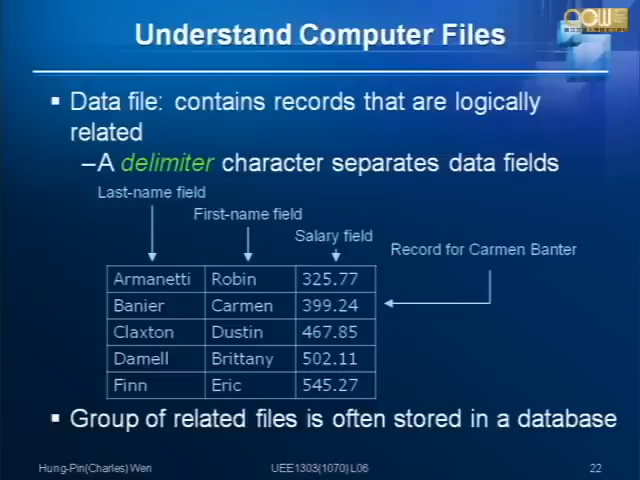 Understand Computer Files
▪ Data file: contains records that are logically
related
–A delimiter character separates data fields
Last-name field
First-name field
Salary field
Record for Carmen Banter
Armanetti Robin 325.77
Banier Carmen 399.24
Claxton Dustin 467.85
Damell Brittany 502.11
Finn Eric 545.27
▪ Group of related files is often stored in a database
Hung-Pin(Charles) Wen UEE1303(1070) L06 22